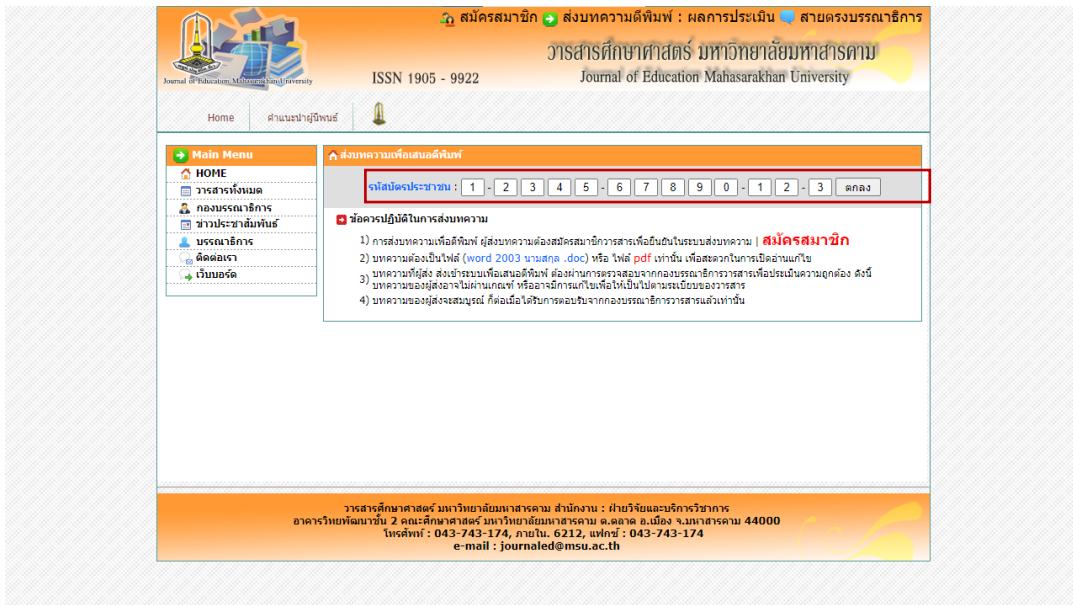 สมัครสมาชิก ส่งบทความตีพิมพ์ : ผลการประเมิน สายตรงบรรณาธิการ
วารสารศึกษาศาสตร์ มหาวิทยาลัยมหาสารคาม
Journal of Education Mahasarakhan University
ISSN 1905 - 9922
Journal of Education Mahasarakhan University
Home
คำแนะนำผู้นิพนธ์
Main Menu
HOME
วารสารทั้งหมด
กองบรรณาธิการ
ข่าวประชาสัมพันธ์
บรรณาธิการ
ติดต่อเรา
เว็บบอร์ด
ส่งบทความเพื่อเสนอตีพิมพ์
รหัสบัตรประชาชน : 1 - 2 3 4 5 - 6 7 8 9 0 - 1 2 - 3 ตกลง
ข้อควรปฏิบัติในการส่งบทความ
1) การส่งบทความเพื่อตีพิมพ์ ผู้ส่งบทความต้องสมัครสมาชิกวารสารเพื่อยืนยันในระบบส่งบทความ | สมัครสมาชิก
2) บทความต้องเป็นไฟล์ (word 2003 นามสกุล .doc) หรือ ไฟล์ pdf เท่านั้น เพื่อสะดวกในการเปิดอ่านแก้ไข
3) บทความที่ผู้ส่ง ส่งเข้าระบบเพื่อเสนอตีพิมพ์ ต้องผ่านการตรวจสอบจากกองบรรณาธิการวารสารเพื่อประเมินความถูกต้อง ดังนี้
บทความของผู้ส่งอาจไม่ผ่านเกณฑ์ หรืออาจมีการแก้ไขเพื่อให้เป็นไปตามระเบียบของวารสาร
4) บทความของผู้ส่งจะสมบูรณ์ ก็ต่อเมื่อได้รับการตอบรับจากกองบรรณาธิการวารสารแล้วเท่านั้น
วารสารศึกษาศาสตร์ มหาวิทยาลัยมหาสารคาม สำนักงาน : ฝ่ายวิจัยและบริการวิชาการ
อาคารวิทยพัฒนาชั้น 2 คณะศึกษาศาสตร์ มหาวิทยาลัยมหาสารคาม ต.ตลาด อ.เมือง จ.มหาสารคาม 44000
โทรศัพท์ : 043-743-174, ภายใน. 6212, แฟกซ์ : 043-743-174
e-mail : journaled@msu.ac.th